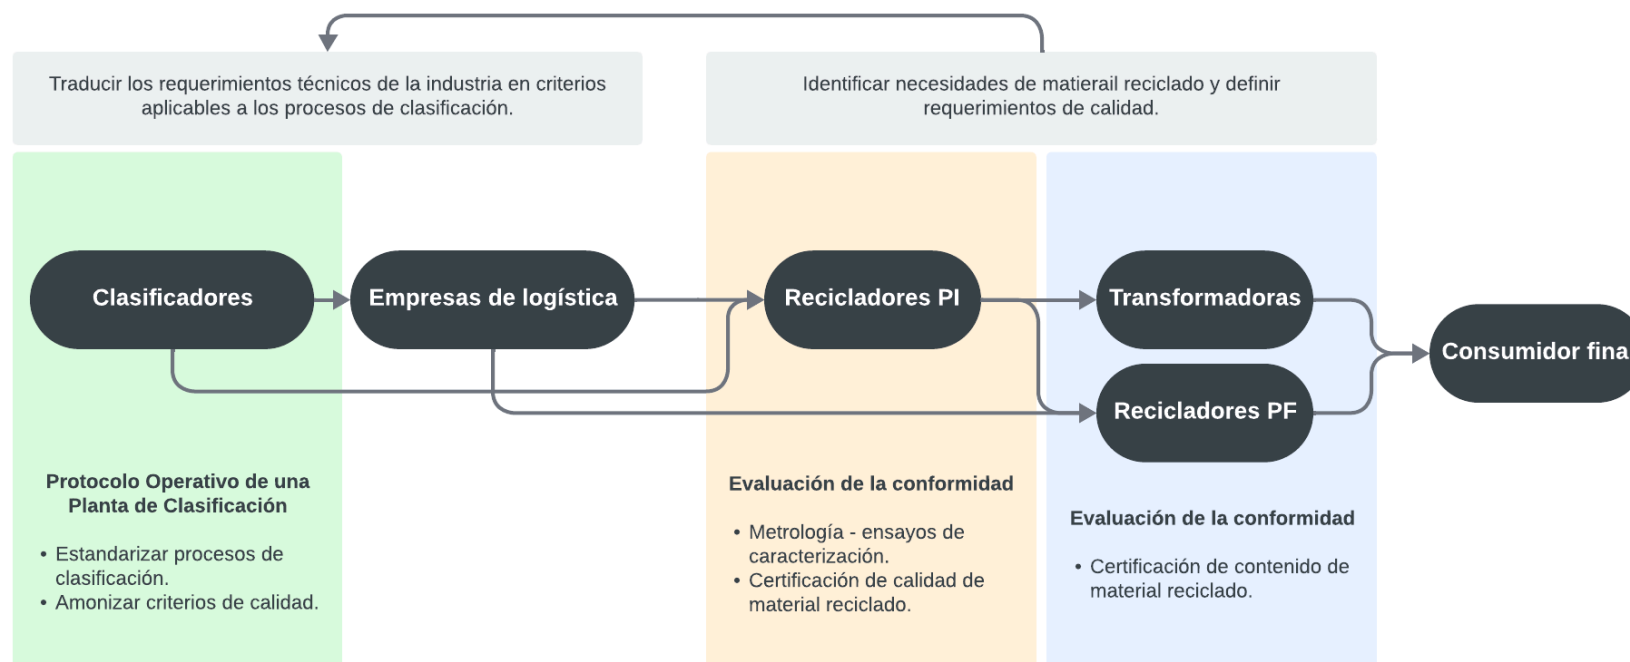 Traducir los requerimientos técnicos de la industria en criterios
aplicables a los procesos de clasificación.
Identificar necesidades de matierail reciclado y definir
requerimientos de calidad.
Clasificadores
Empresas de logística
Recicladores PI
Transformadoras
Recicladores PF
Consumidor fina
Protocolo Operativo de una
Planta de Clasificación
• Estandarizar procesos de
clasificación.
• Amonizar criterios de calidad.
Evaluación de la conformidad
• Metrología - ensayos de
caracterización.
• Certificación de calidad de
material reciclado.
Evaluación de la conformidad
• Certificación de contenido de
material reciclado.